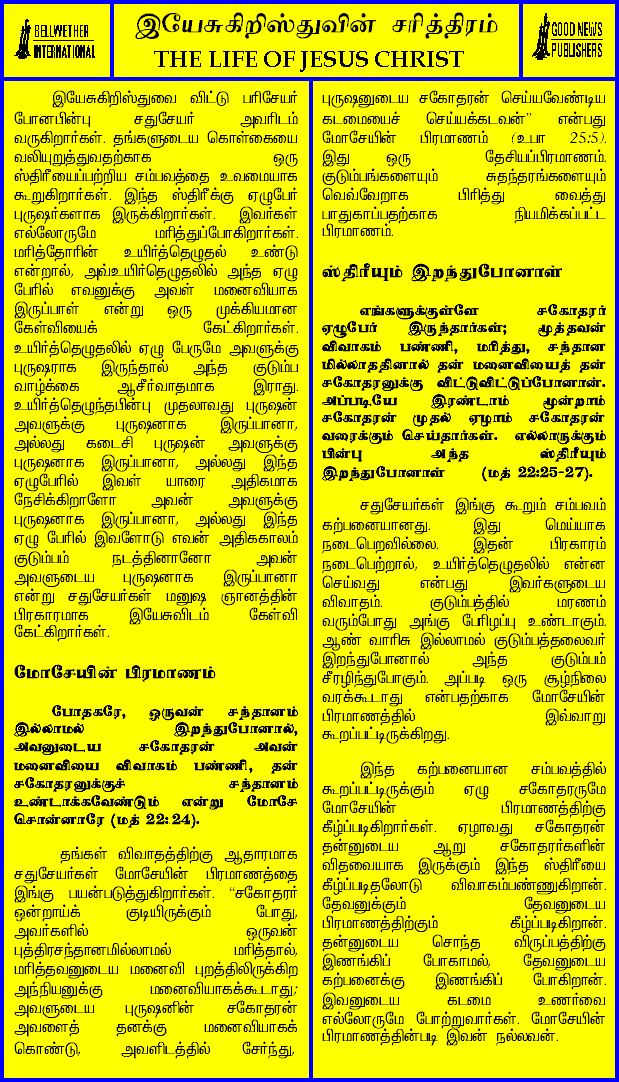 BELLWETHER
INTERNATIONAL
இயேசுகிறிஸ்துவின் சரித்திரம்
THE LIFE OF JESUS CHRIST
GOOD NEWS
PUBLISHERS
இயேசுகிறிஸ்துவை விட்டு பரிசேயர்
போனபின்பு சதுசேயர் அவரிடம்
வருகிறார்கள். தங்களுடைய கொள்கையை
வலியுறுத்துவதற்காக ஒரு
ஸ்திரீயைப்பற்றிய சம்பவத்தை உவமையாக
கூறுகிறார்கள். இந்த ஸ்திரீக்கு ஏழுபேர்
புருஷர்களாக இருக்கிறார்கள். இவர்கள்
எல்லோருமே மரித்துப்போகிறார்கள்.
மரித்தோரின் உயிர்த்தெழுதல் உண்டு
என்றால், அவ்உயிர்த்தெழுதலில் அந்த ஏழு
பேரில் எவனுக்கு அவள் மனைவியாக
இருப்பாள் என்று ஒரு முக்கியமான
கேள்வியைக் கேட்கிறார்கள்.
உயிர்த்தெழுதலில் ஏழு பேருமே அவளுக்கு
புருஷராக இருந்தால் அந்த குடும்ப
வாழ்க்கை ஆசீர்வாதமாக இராது.
உயிர்த்தெழுந்தபின்பு முதலாவது புருஷன்
அவளுக்கு புருஷனாக இருப்பானா,
அல்லது கடைசி புருஷன் அவளுக்கு
புருஷனாக இருப்பானா, அல்லது இந்த
ஏழுபேரில் இவள் யாரை அதிகமாக
நேசிக்கிறாளோ அவன் அவளுக்கு
புருஷனாக இருப்பானா, அல்லது இந்த
ஏழு பேரில் இவளோடு எவன் அதிககாலம்
குடும்பம் நடத்தினானோ அவன்
அவளுடைய புருஷனாக இருப்பானா
என்று சதுசேயர்கள் மனுஷ ஞானத்தின்
பிரகாரமாக இயேசுவிடம் கேள்வி
கேட்கிறார்கள்.
மோசேயின் பிரமாணம்
போதகரே, ஒருவன் சந்தானம்
இல்லாமல் இறந்துபோனால்,
அவனுடைய சகோதரன் அவன்
மனைவியை விவாகம் பண்ணி, தன்
சகோதரனுக்குச் சந்தானம்
உண்டாக்கவேண்டும் என்று மோசே
சொன்னாரே (மத் 22:24).
தங்கள் விவாதத்திற்கு ஆதாரமாக
சதுசேயர்கள் மோசேயின் பிரமாணத்தை
இங்கு பயன்படுத்துகிறார்கள். “சகோதரர்
ஒன்றாய்க் குடியிருக்கும் போது,
அவர்களில் ஒருவன்
புத்திரசந்தானமில்லாமல் மரித்தால்,
மரித்தவனுடைய மனைவி புறத்திலிருக்கிற
அந்நியனுக்கு மனைவியாகக்கூடாது;
அவளுடைய புருஷனின் சகோதரன்
அவளைத் தனக்கு மனைவியாகக்
கொண்டு, அவளிடத்தில் சேர்ந்து,
புருஷனுடைய சகோதரன் செய்யவேண்டிய
கடமையைச் செய்யக்கடவன்” என்பது
மோசேயின் பிரமாணம் (உபா 25:5).
இது ஒரு தேசியப்பிரமாணம்.
குடும்பங்களையும் சுதந்தரங்களையும்
வெவ்வேறாக பிரித்து வைத்து
பாதுகாப்பதற்காக நியமிக்கப்பட்ட
பிரமாணம்.
ஸ்திரீயும் இறந்துபோனாள்
எங்களுக்குள்ளே சகோதரர்
ஏழுபேர் இருந்தார்கள்; மூத்தவன்
விவாகம் பண்ணி, மரித்து, சந்தான
மில்லாததினால் தன் மனைவியைத் தன்
சகோதரனுக்கு விட்டுவிட்டுப்போனான்.
அப்படியே இரண்டாம் மூன்றாம்
சகோதரன் முதல் ஏழாம் சகோதரன்
வரைக்கும் செய்தார்கள். எல்லாருக்கும்
பின்பு அந்த ஸ்திரீயும்
இறந்துபோனாள் (மத் 22:25-27).
சதுசேயர்கள் இங்கு கூறும் சம்பவம்
கற்பனையானது. இது மெய்யாக
நடைபெறவில்லை. இதன் பிரகாரம்
நடைபெற்றால், உயிர்த்தெழுதலில் என்ன
செய்வது என்பது இவர்களுடைய
விவாதம். குடும்பத்தில் மரணம்
வரும்போது அங்கு பேரிழப்பு உண்டாகும்.
ஆண் வாரிசு இல்லாமல் குடும்பத்தலைவர்
இறந்துபோனால் அந்த குடும்பம்
சீரழிந்துபோகும். அப்படி ஒரு சூழ்நிலை
வரக்கூடாது என்பதற்காக மோசேயின்
பிரமாணத்தில் இவ்வாறு
கூறப்பட்டிருக்கிறது.
இந்த கற்பனையான சம்பவத்தில்
கூறப்பட்டிருக்கும் ஏழு சகோதரருமே
மோசேயின் பிரமாணத்திற்கு
கீழ்ப்படிகிறார்கள். ஏழாவது சகோதரன்
தன்னுடைய ஆறு சகோதரர்களின்
விதவையாக இருக்கும் இந்த ஸ்திரீயை
கீழ்ப்படிதலோடு விவாகம்பண்ணுகிறான்.
தேவனுக்கும் தேவனுடைய
பிரமாணத்திற்கும் கீழ்ப்படிகிறான்.
தன்னுடைய சொந்த விருப்பத்திற்கு
இணங்கிப் போகாமல், தேவனுடைய
கற்பனைக்கு இணங்கிப் போகிறான்.
இவனுடைய கடமை உணர்வை
எல்லோருமே போற்றுவார்கள். மோசேயின்
பிரமாணத்தின்படி இவன் நல்லவன்.